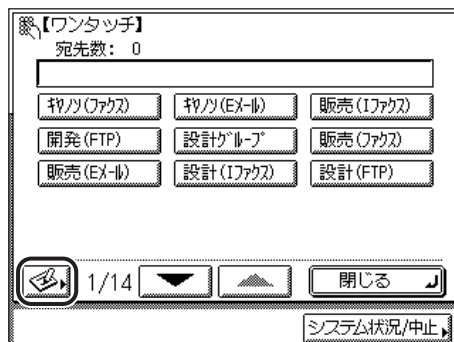 【ワンタッチ】
宛先数: 0
ｷﾔﾉﾝ(ﾌｧｸｽ) ｷﾔﾉﾝ(Eﾒｰﾙ) 販売(Iﾌｧｸｽ)
開発(FTP) 設計ｸﾞﾙｰﾌﾟ 販売(ﾌｧｸｽ)
販売(Eﾒｰﾙ) 設計(Iﾌｧｸｽ) 設計(FTP)
1/14 閉じる
システム状況/中止